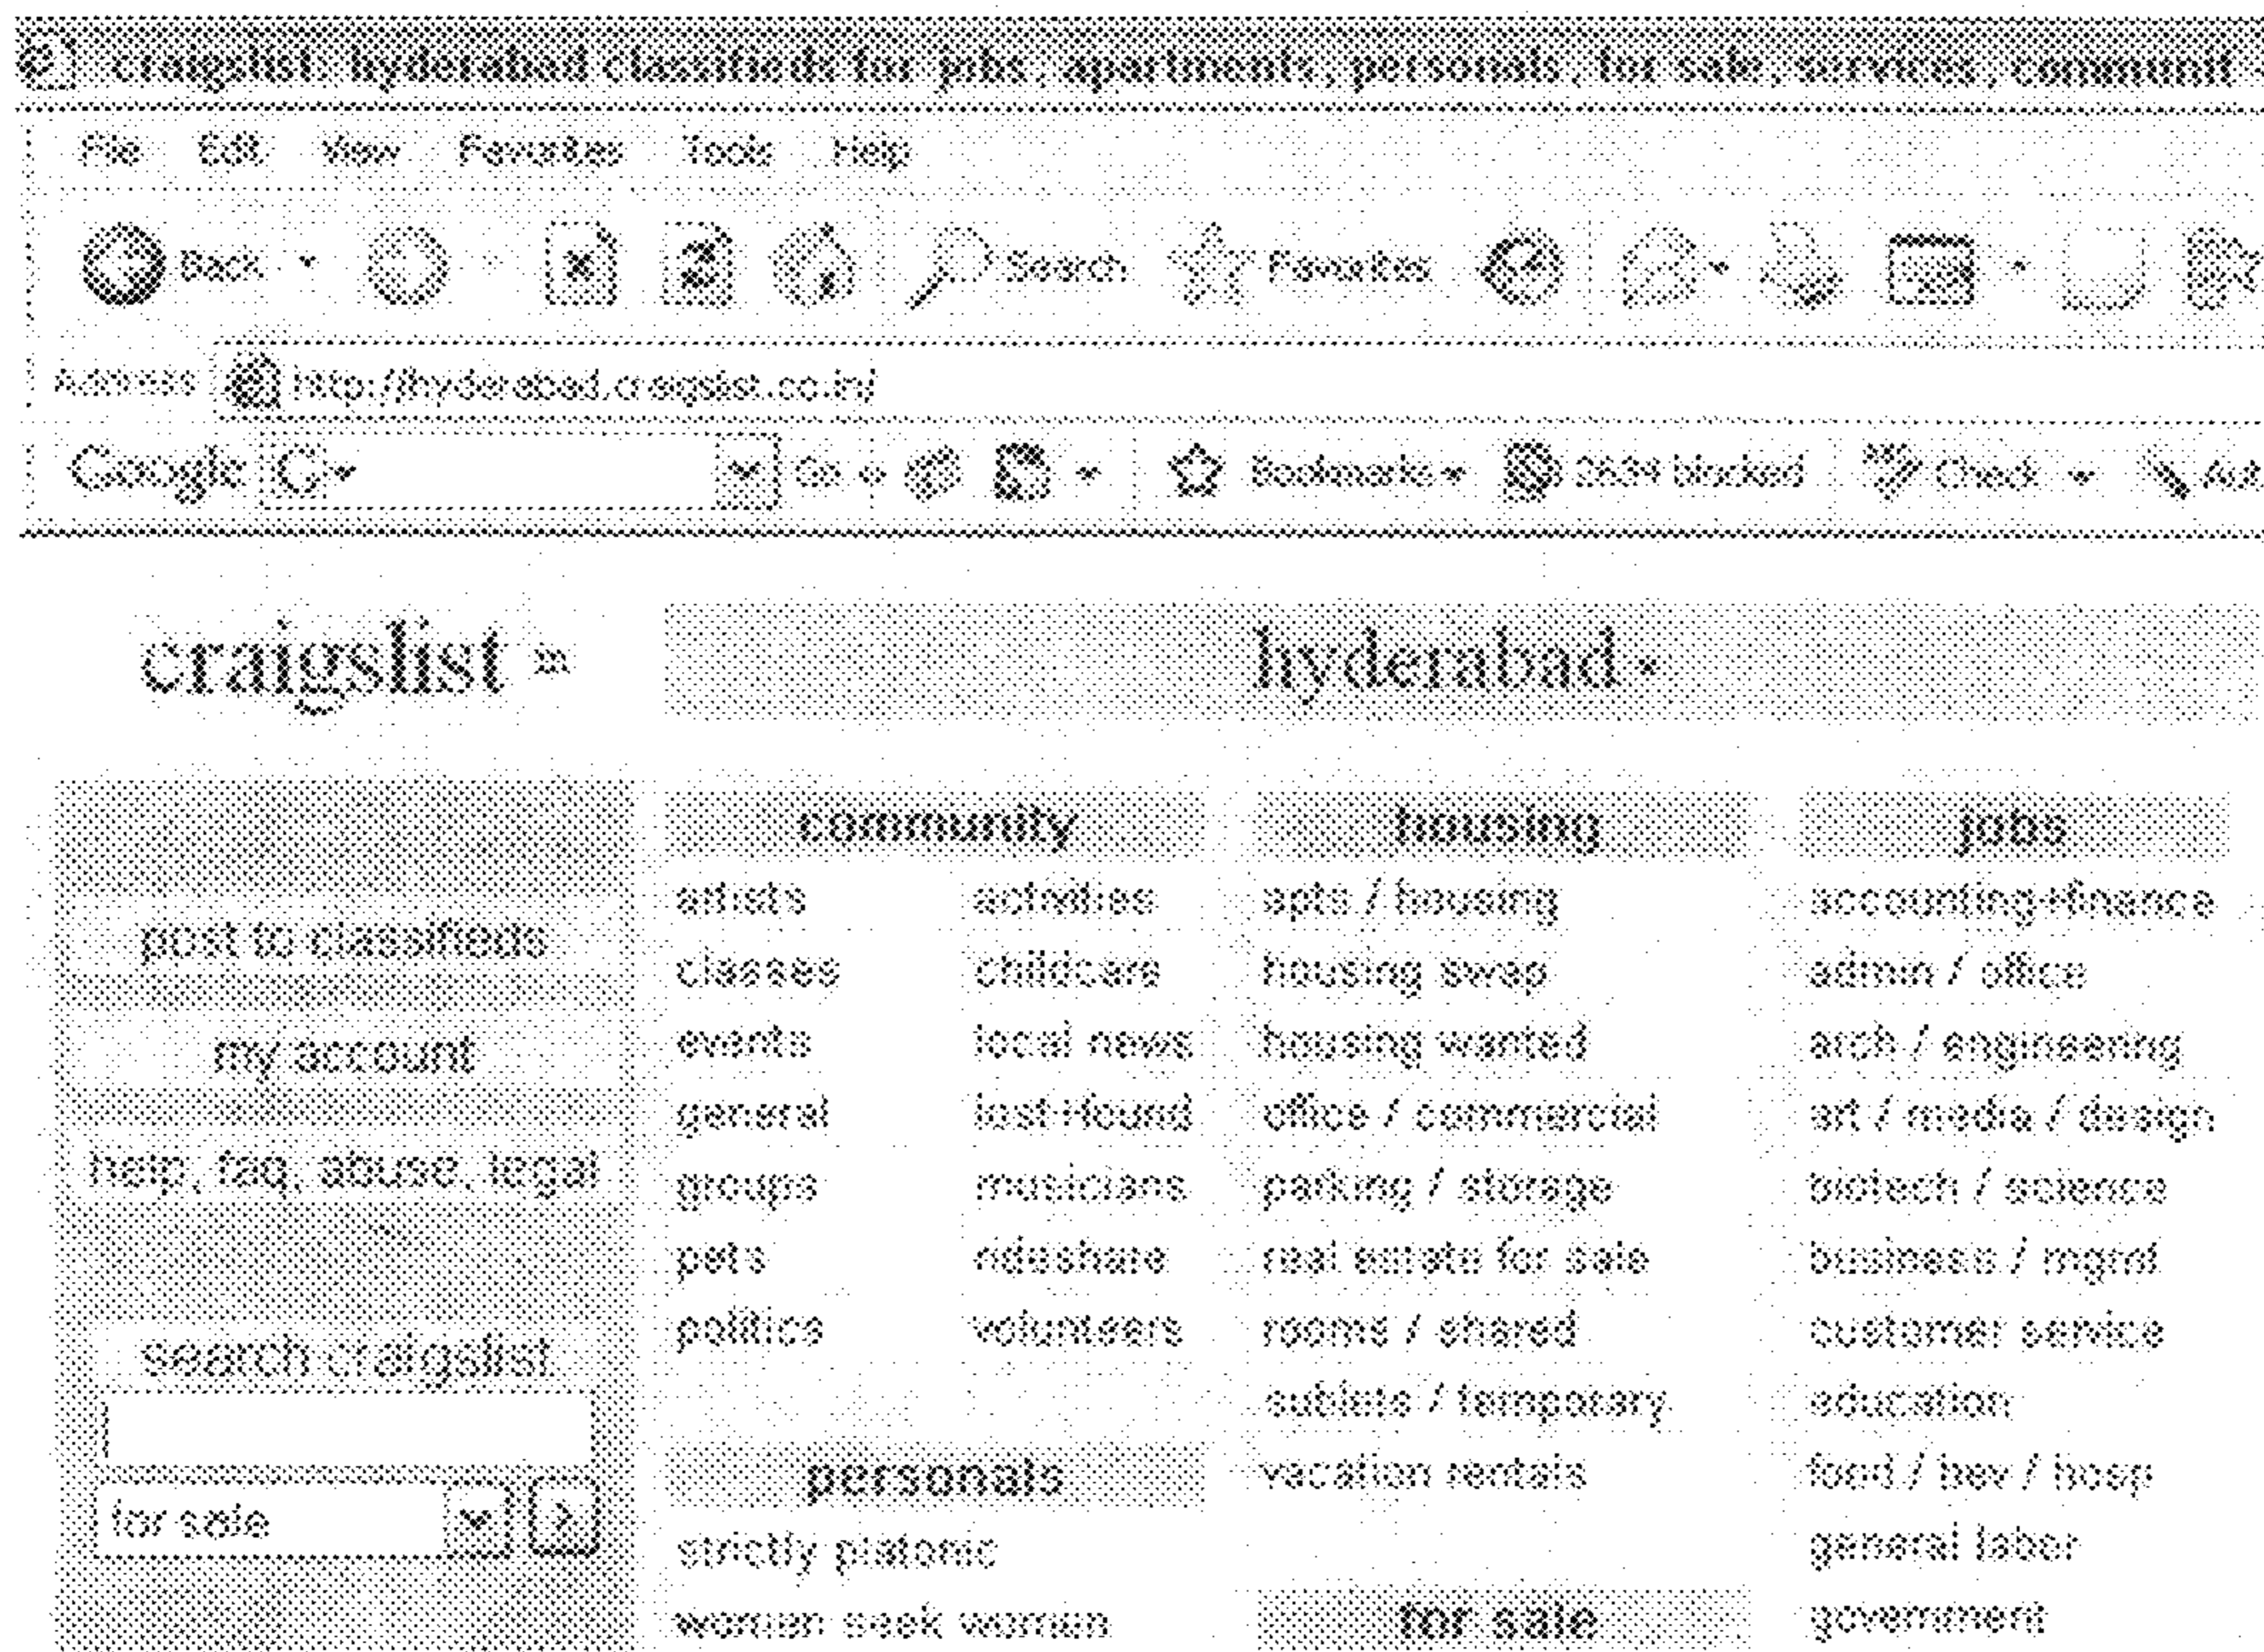 craigslist hyderabad classifieds for jobs, apartments, personals, for sale, services, communit
File Edit View Favorites Tools Help
Back Search Favorites
Address http://hyderabad.craigslist.co.in/
Google Go Bookmarks 2634 blocked Check
craigslist in
hyderabad
post to classifieds
my account
help, faq, abuse, legal
search craigslist
for sale
community
artists activities
classes childcare
events local news
general lost+found
groups musicians
pets rideshare
politics volunteers
personals
strictly platonic
women seek women
housing
apts / housing
housing swap
housing wanted
office / commercial
parking / storage
real estate for sale
rooms / shared
sublets / temporary
vacation rentals
for sale
jobs
accounting+finance
admin / office
arch / engineering
art / media / design
biotech / science
business / mgmt
customer service
education
food / bev / hosp
general labor
government